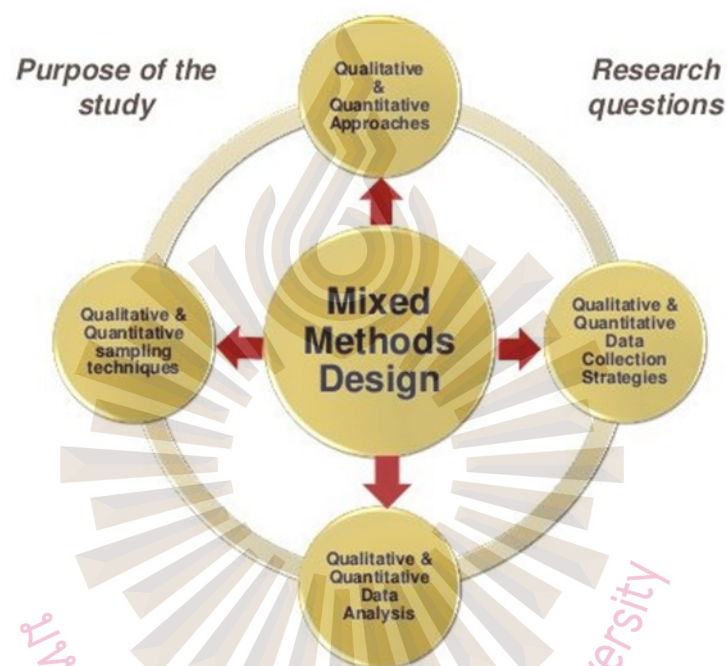 Purpose of the
study
Research
questions
Qualitative
&
Quantitative
Approaches
Qualitative &
Quantitative
sampling
techniques
Mixed
Methods
Design
Qualitative &
Quantitative
Data
Collection
Strategies
Qualitative &
Quantitative
Data
Analysis